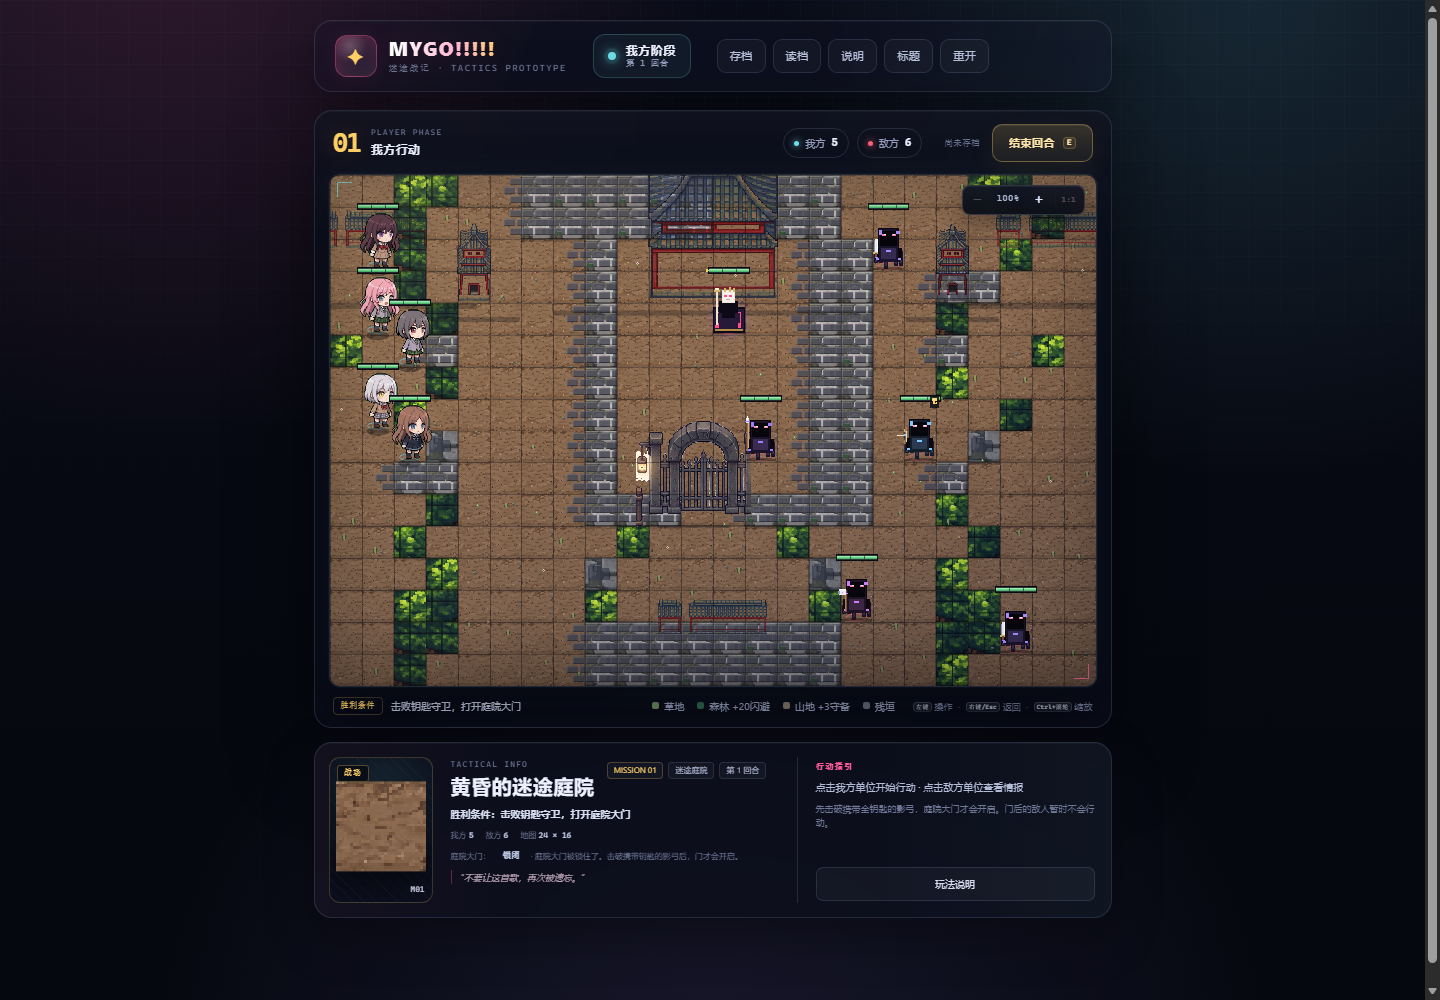 MYGO!!!!!
迷途战记 · TACTICS PROTOTYPE
我方阶段
第 1 回合
存档
读档
说明
标题
重开
01
PLAYER PHASE
我方行动
我方 5
敌方 6
尚未存档
结束回合 E
100%
1:1
胜利条件
击败钥匙守卫，打开庭院大门
草地
森林 +20闪避
山地 +3守备
残垣
左键 操作 · 右键/Esc 返回 · Ctrl+滚轮 缩放
战场
M01
TACTICAL INFO
MISSION 01
迷途庭院
第 1 回合
黄昏的迷途庭院
胜利条件：击败钥匙守卫，打开庭院大门
我方 5 敌方 6 地图 24 × 16
庭院大门： 锁闭 · 庭院大门被锁住了。击破携带钥匙的影弓后，门才会开启。
“不要让这首歌，再次被遗忘。”
行动指引
点击我方单位开始行动 · 点击敌方单位查看情报
先击破携带金钥匙的影弓，庭院大门才会开启。门后的敌人暂时不会行动。
玩法说明